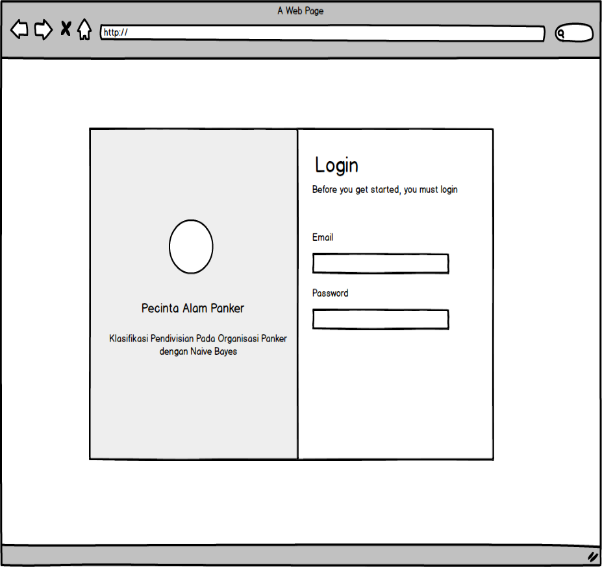 A Web Page
http://
Login
Before you get started, you must login
Email
Password
Pecinta Alam Panker
Klasifikasi Pendivisian Pada Organisasi Panker
dengan Naive Bayes